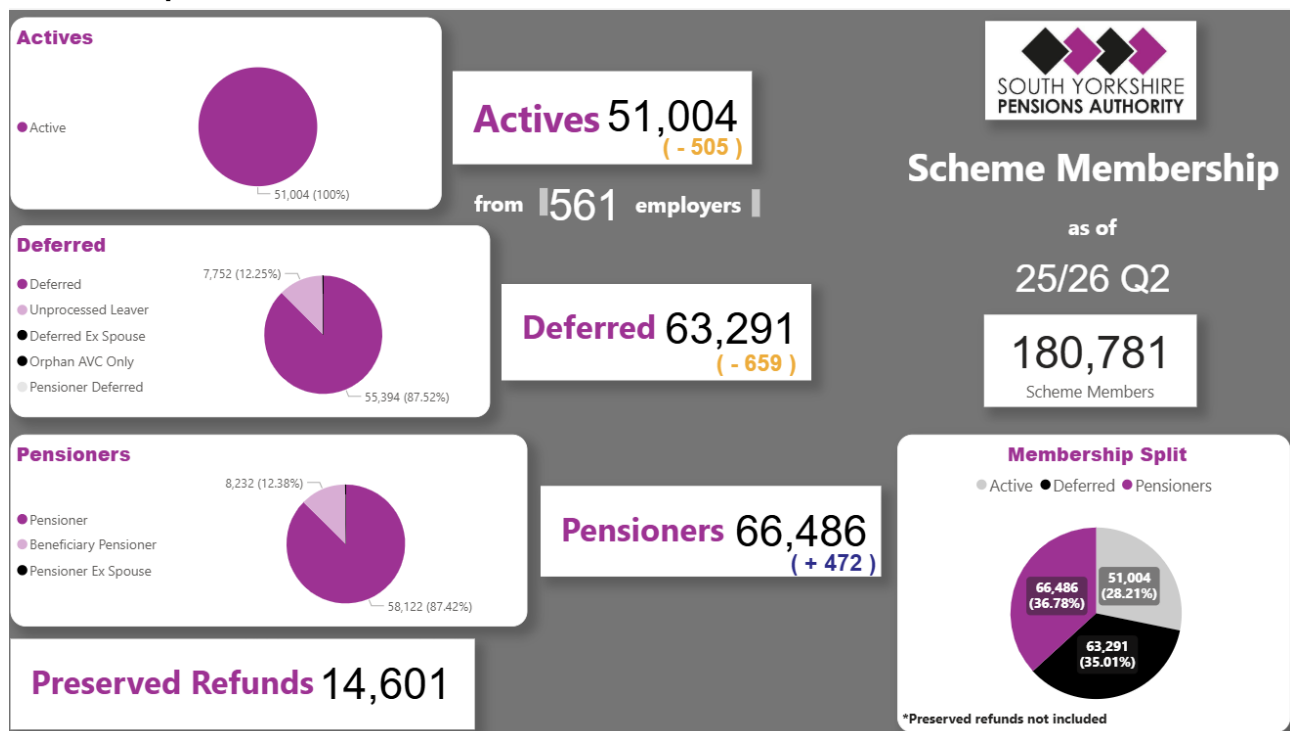 Actives
Active
51,004 (100%)
Actives 51,004
( - 505 )
from 561 employers
SOUTH YORKSHIRE
PENSIONS AUTHORITY
Scheme Membership
as of
25/26 Q2
180,781
Scheme Members
Deferred
Deferred
Unprocessed Leaver
Deferred Ex Spouse
Orphan AVC Only
Pensioner Deferred
7,752 (12.25%)
55,394 (87.52%)
Deferred 63,291
( - 659 )
Pensioners
Pensioner
Beneficiary Pensioner
Pensioner Ex Spouse
8,232 (12.38%)
58,122 (87.42%)
Pensioners 66,486
( + 472 )
Preserved Refunds 14,601
Membership Split
Active Deferred Pensioners
66,486
(36.78%)
51,004
(28.21%)
63,291
(35.01%)
*Preserved refunds not included